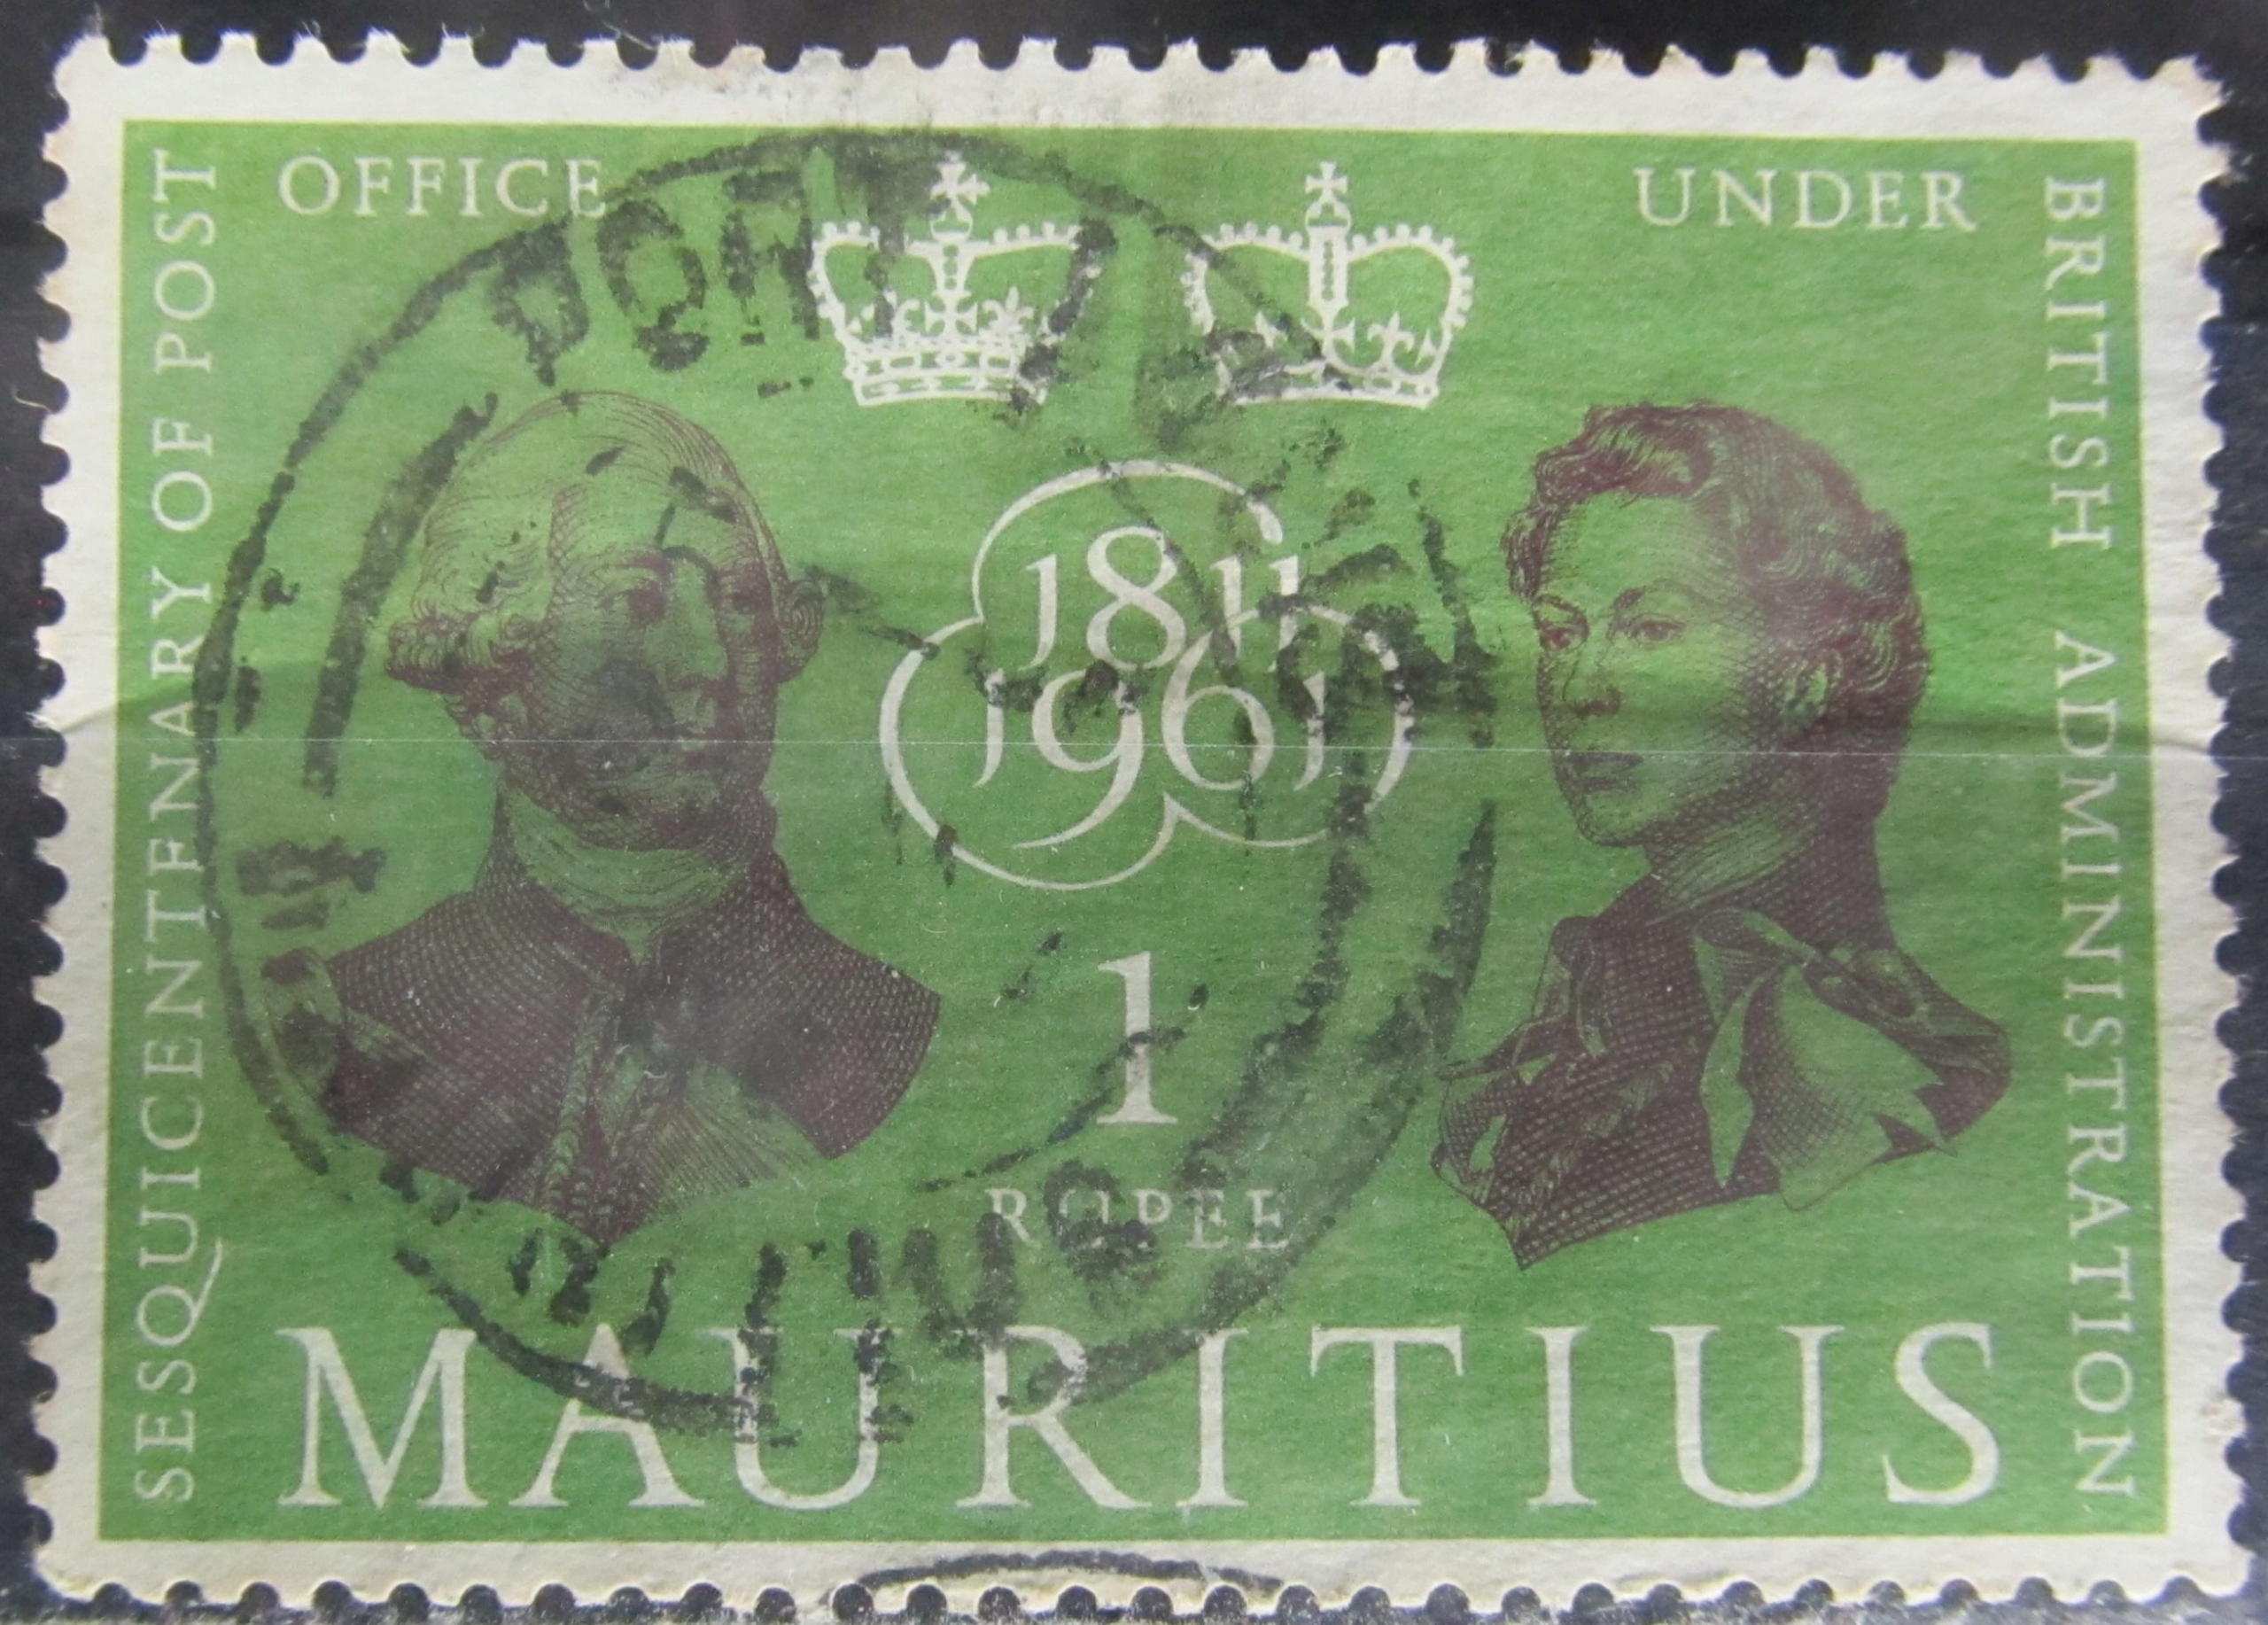 SESQUICENTENARY OF POST
OFFICE
UNDER
BRITISH ADMINISTRATION
1811
1961
1
RUPEE
MAURITIUS
PORT